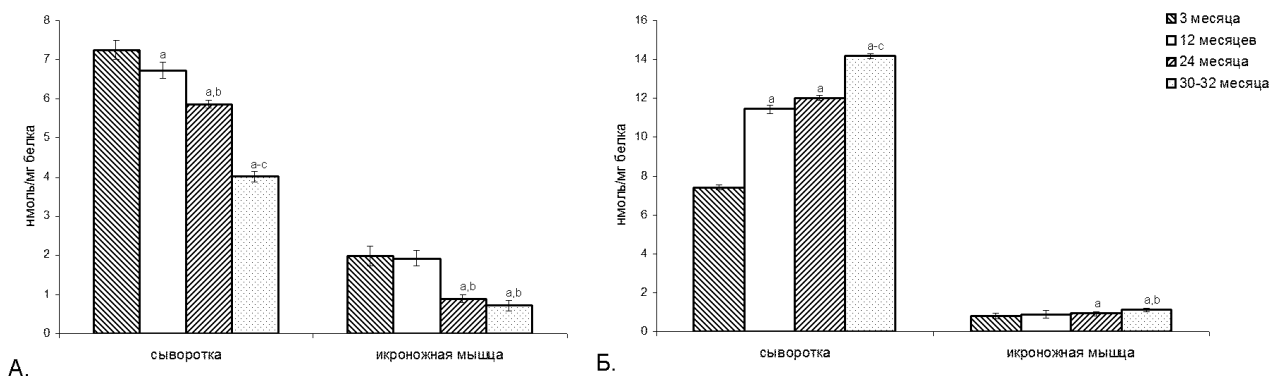 8
7
6
5
4
3
2
1
0
нмоль/мг белка
a
a,b
a-c
a,b
a,b
сыворотка
икроножная мышца
А.
16
14
12
10
8
6
4
2
0
нмоль/мг белка
a
a
a-c
a
a,b
сыворотка
икроножная мышца
Б.
3 месяца
12 месяцев
24 месяца
30-32 месяца